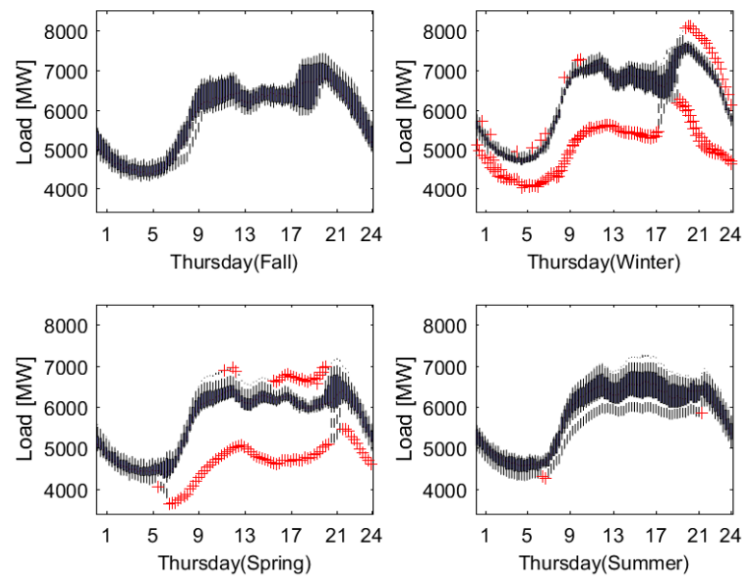 8000
7000
6000
5000
4000
Load [MW]
1 5 9 13 17 21 24
Thursday(Fall)
8000
7000
6000
5000
4000
Load [MW]
1 5 9 13 17 21 24
Thursday(Winter)
8000
7000
6000
5000
4000
Load [MW]
1 5 9 13 17 21 24
Thursday(Spring)
8000
7000
6000
5000
4000
Load [MW]
1 5 9 13 17 21 24
Thursday(Summer)